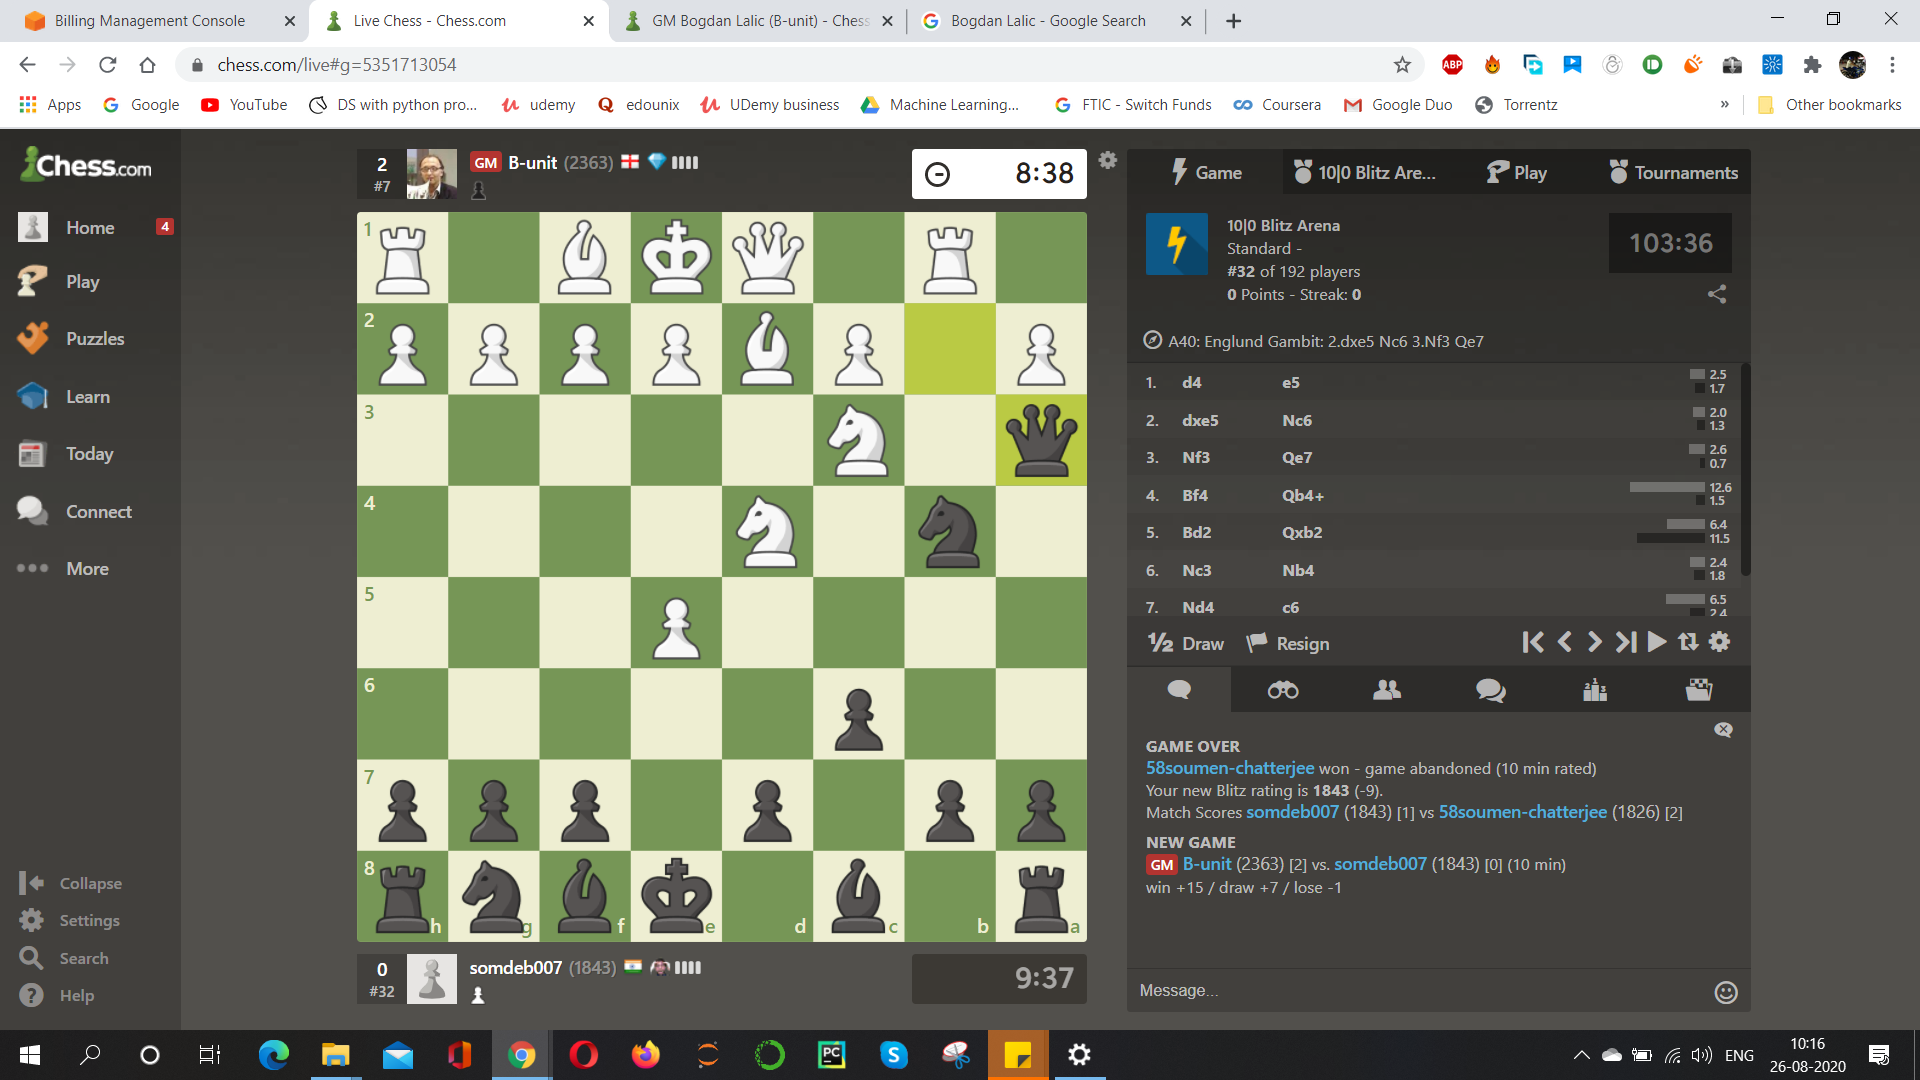 Billing Management Console
Live Chess - Chess.com
GM Bogdan Lalic (B-unit) - Chess
Bogdan Lalic - Google Search
chess.com/live#g=5351713054
ABP
Apps
Google
YouTube
DS with python pro...
udemy
edounix
UDemy business
Machine Learning...
FTIC - Switch Funds
Coursera
Google Duo
Torrentz
»
Other bookmarks
Chess.com
Home
4
Play
Puzzles
Learn
Today
Connect
More
Collapse
Settings
Search
Help
2
#7
GM B-unit (2363)
8:38
1
2
3
4
5
6
7
8
h g f e d c b a
0
#32
somdeb007 (1843)
9:37
Game
10|0 Blitz Are...
Play
Tournaments
10|0 Blitz Arena
Standard -
#32 of 192 players
0 Points - Streak: 0
103:36
A40: Englund Gambit: 2.dxe5 Nc6 3.Nf3 Qe7
1. d4 e5 2.5
1.7
2. dxe5 Nc6 2.0
1.3
3. Nf3 Qe7 2.6
0.7
4. Bf4 Qb4+ 12.6
1.5
5. Bd2 Qxb2 6.4
11.5
6. Nc3 Nb4 2.4
1.8
7. Nd4 c6 6.5
2.4
½ Draw
Resign
GAME OVER
58soumen-chatterjee won - game abandoned (10 min rated)
Your new Blitz rating is 1843 (-9).
Match Scores somdeb007 (1843) [1] vs 58soumen-chatterjee (1826) [2]
NEW GAME
GM B-unit (2363) [2] vs. somdeb007 (1843) [0] (10 min)
win +15 / draw +7 / lose -1
Message...
PC
S
ENG
10:16
26-08-2020